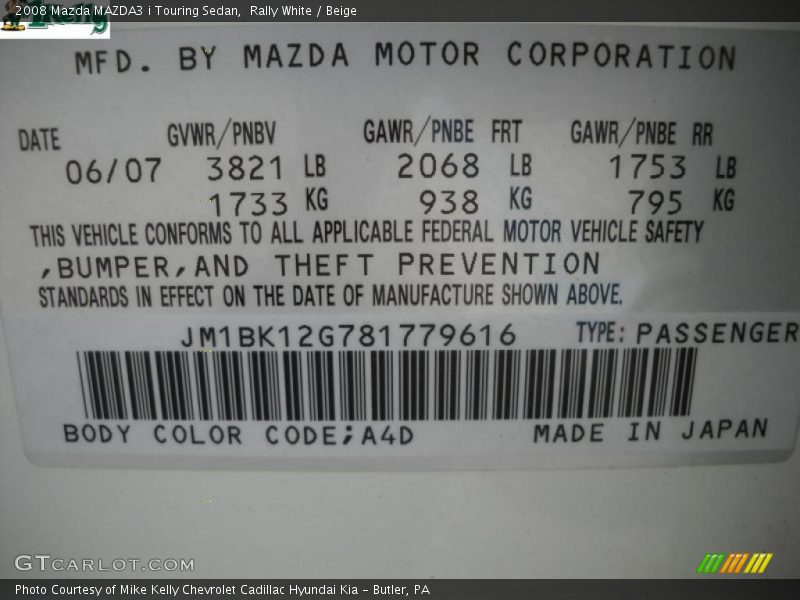 2008 Mazda MAZDA3 i Touring Sedan, Rally White / Beige
MFD. BY MAZDA MOTOR CORPORATION
DATE GVWR/PNBV GAWR/PNBE FRT GAWR/PNBE RR
06/07 3821 LB 2068 LB 1753 LB
1733 KG 938 KG 795 KG
THIS VEHICLE CONFORMS TO ALL APPLICABLE FEDERAL MOTOR VEHICLE SAFETY
,BUMPER,AND THEFT PREVENTION
STANDARDS IN EFFECT ON THE DATE OF MANUFACTURE SHOWN ABOVE.
JM1BK12G781779616 TYPE: PASSENGER
BODY COLOR CODE;A4D MADE IN JAPAN
GTCARLOT.COM
Photo Courtesy of Mike Kelly Chevrolet Cadillac Hyundai Kia - Butler, PA